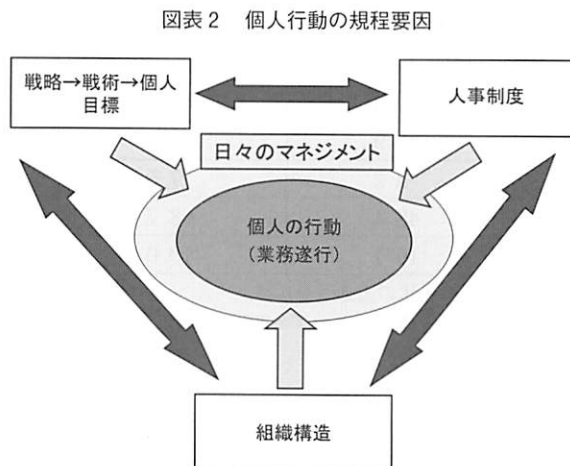 図表2 個人行動の規程要因
戦略→戦術→個人
目標
人事制度
日々のマネジメント
個人の行動
(業務遂行)
組織構造